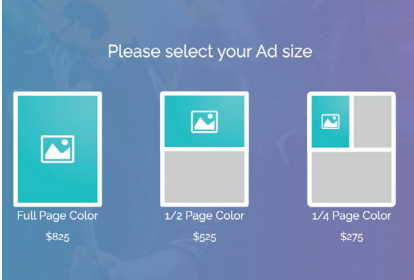 Please select your Ad size
Full Page Color
1/2 Page Color
1/4 Page Color
$825
$525
$275